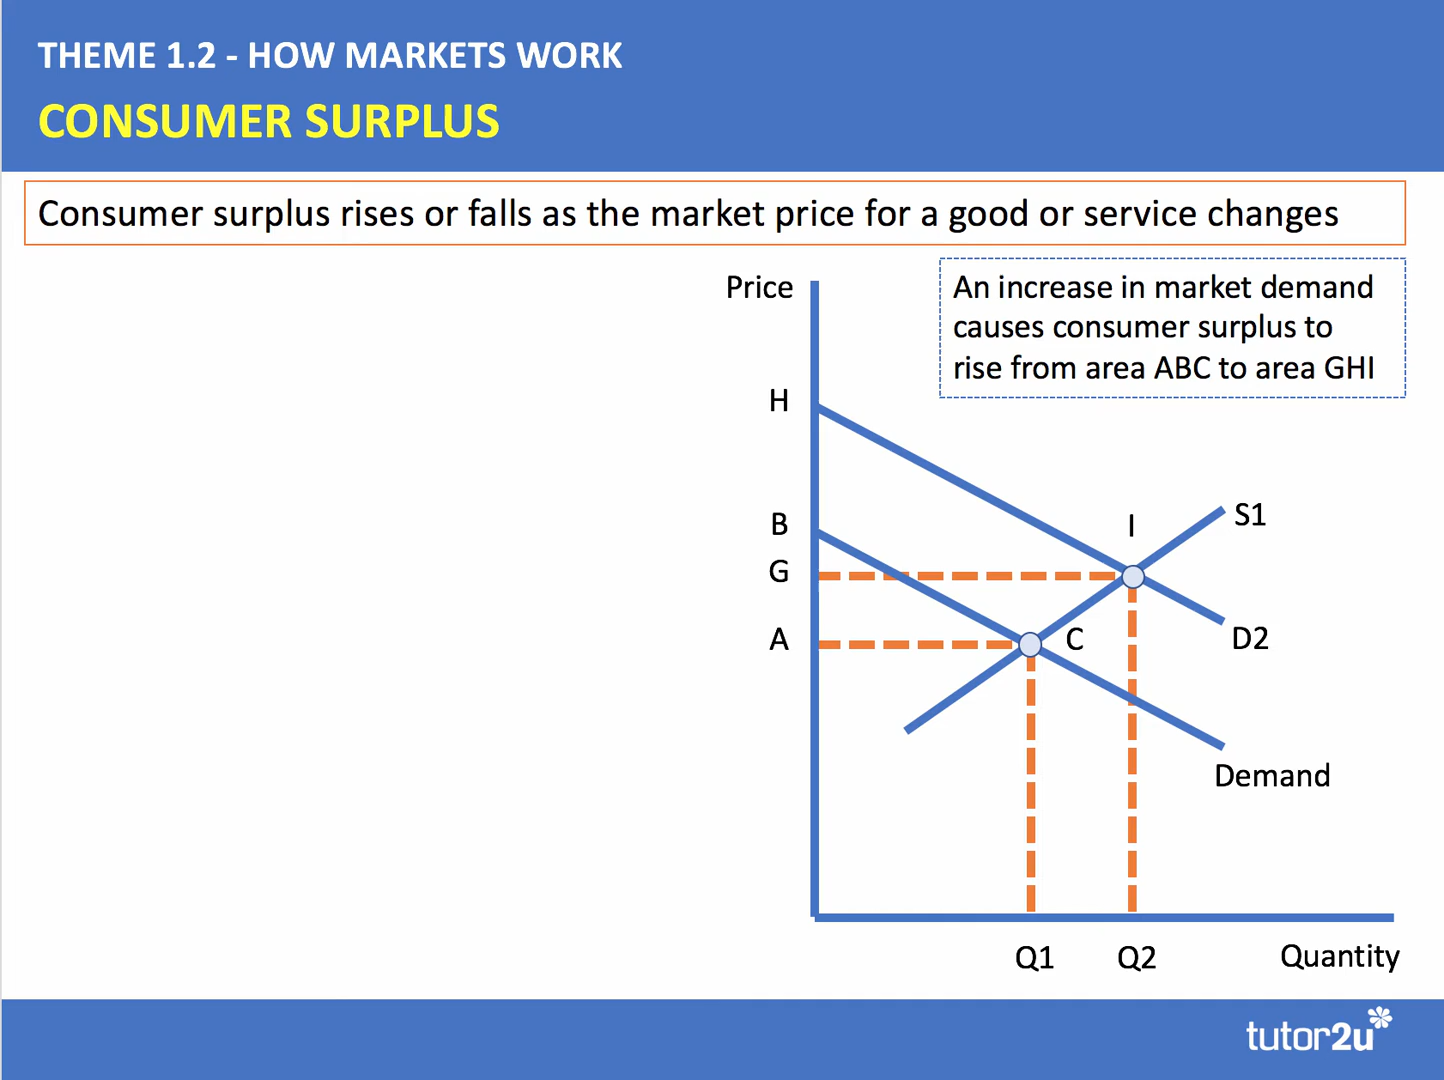 THEME 1.2 - HOW MARKETS WORK
CONSUMER SURPLUS
Consumer surplus rises or falls as the market price for a good or service changes
Price
An increase in market demand
causes consumer surplus to
rise from area ABC to area GHI
H
B
I
S1
G
A
C
D2
Demand
Q1
Q2
Quantity
tutor2u